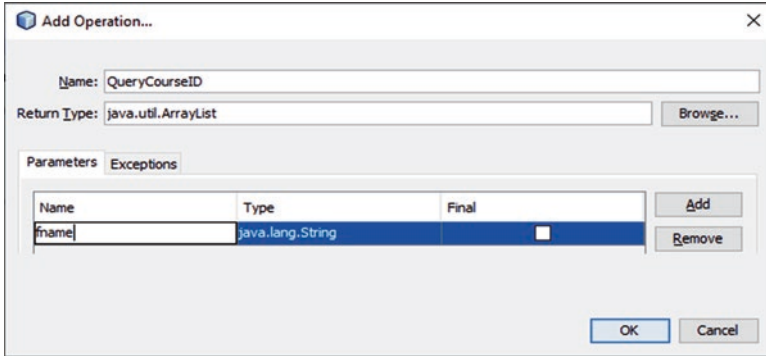 Add Operation...
Name: QueryCourseID
Return Type: java.util.ArrayList Browse...
Parameters Exceptions
Name Type Final Add
fname java.lang.String Remove
OK Cancel